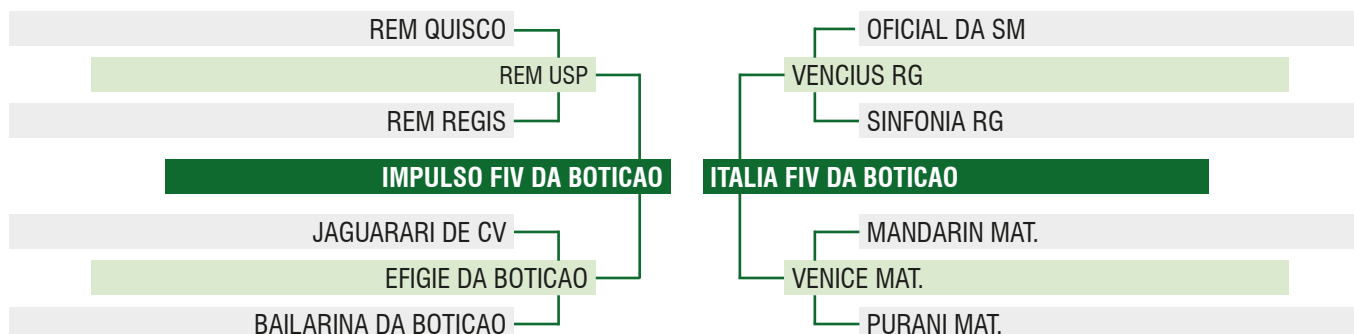 REM QUISCO
REM USP
REM REGIS
IMPULSO FIV DA BOTICAO
JAGUARARI DE CV
EFIGIE DA BOTICAO
BAILARINA DA BOTICAO
OFICIAL DA SM
VENCIUS RG
SINFONIA RG
ITALIA FIV DA BOTICAO
MANDARIN MAT.
VENICE MAT.
PURANI MAT.